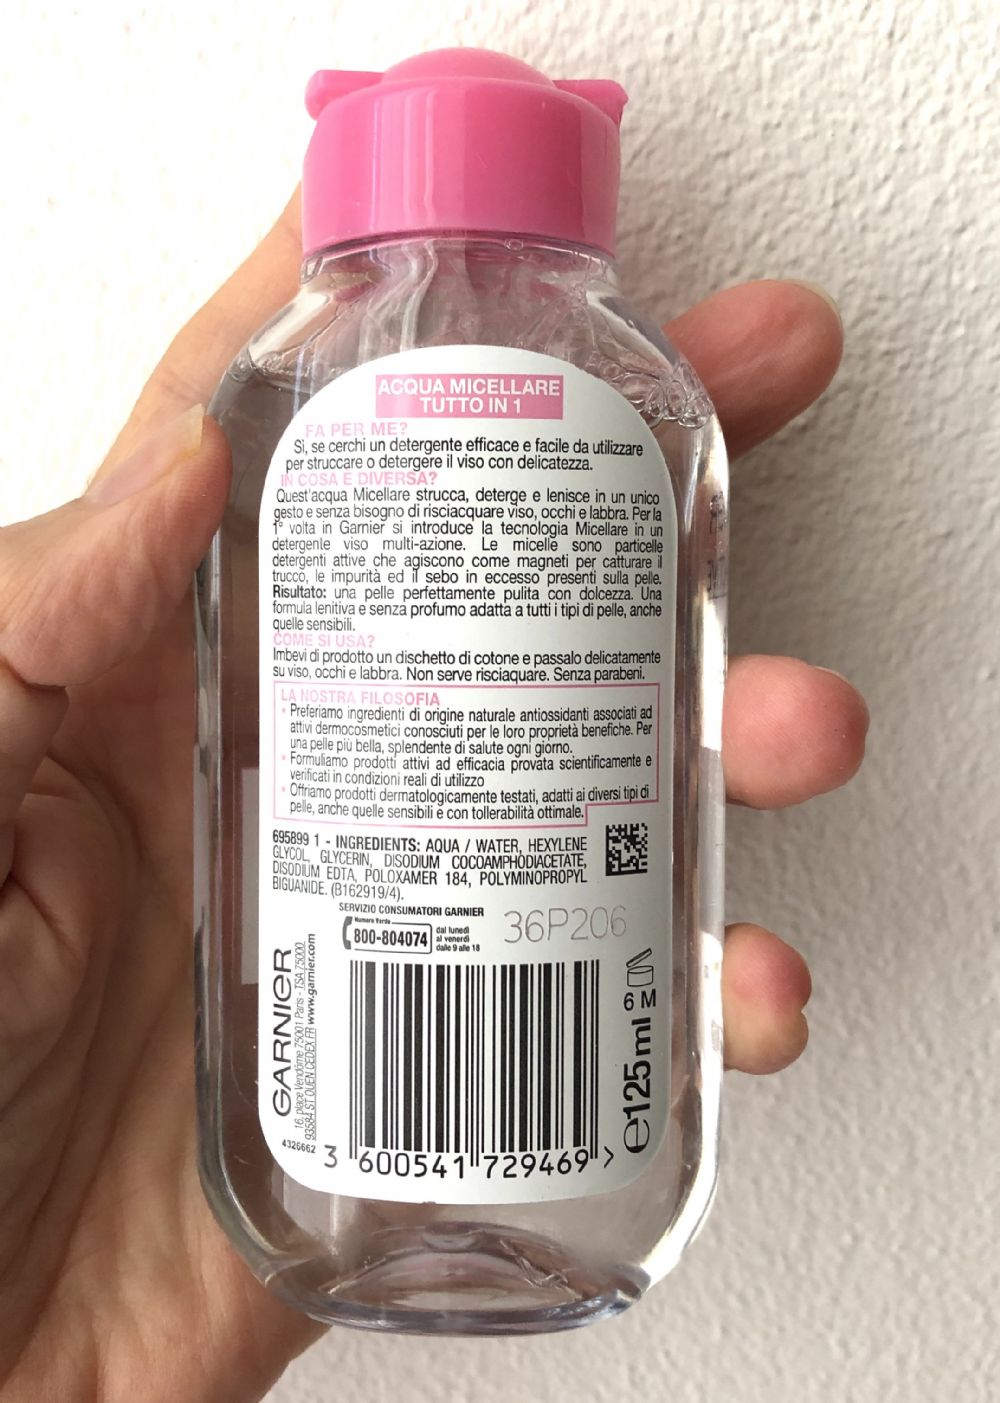 ACQUA MICELLARE
TUTTO IN 1
FA PER ME?
Sì, se cerchi un detergente efficace e facile da utilizzare
per struccare o detergere il viso con delicatezza.
IN COSA È DIVERSA?
Quest'acqua Micellare strucca, deterge e lenisce in un unico
gesto e senza bisogno di risciacquare viso, occhi e labbra. Per la
1° volta in Garnier si introduce la tecnologia Micellare in un
detergente viso multi-azione. Le micelle sono particelle
detergenti attive che agiscono come magneti per catturare il
trucco, le impurità ed il sebo in eccesso presenti sulla pelle.
Risultato: una pelle perfettamente pulita con dolcezza. Una
formula lenitiva e senza profumo adatta a tutti i tipi di pelle, anche
quelle sensibili.
COME SI USA?
Imbevi di prodotto un dischetto di cotone e passalo delicatamente
su viso, occhi e labbra. Non serve risciaquare. Senza parabeni.
LA NOSTRA FILOSOFIA
• Preferiamo ingredienti di origine naturale antiossidanti associati ad
attivi dermocosmetici conosciuti per le loro proprietà benefiche. Per
una pelle più bella, splendente di salute ogni giorno.
• Formuliamo prodotti attivi ad efficacia provata scientificamente e
verificati in condizioni reali di utilizzo
• Offriamo prodotti dermatologicamente testati, adatti ai diversi tipi di
pelle, anche quelle sensibili e con tollerabilità ottimale.
695899 1 - INGREDIENTS: AQUA / WATER, HEXYLENE
GLYCOL, GLYCERIN, DISODIUM COCOAMPHODIACETATE,
DISODIUM EDTA, POLOXAMER 184, POLYMINOPROPYL
BIGUANIDE. (B162919/4).
SERVIZIO CONSUMATORI GARNIER
Numero Verde
800-804074
dal lunedì
al venerdì
dalle 9 alle 18
36P206
6 M
e125ml
GARNIER
16, place Vendôme 75001 Paris - TSA 75000
93584 ST OUEN CEDEX FR www.garnier.com
4326662
3 600541 729469 >